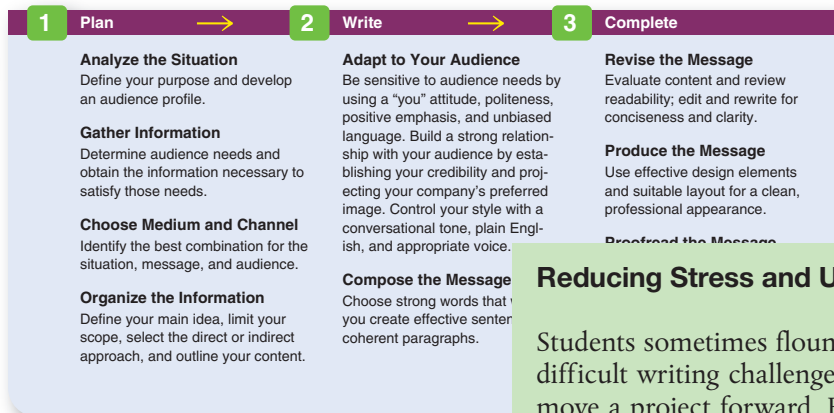 1 Plan → 2 Write → 3 Complete
Analyze the Situation
Define your purpose and develop
an audience profile.
Gather Information
Determine audience needs and
obtain the information necessary to
satisfy those needs.
Choose Medium and Channel
Identify the best combination for the
situation, message, and audience.
Organize the Information
Define your main idea, limit your
scope, select the direct or indirect
approach, and outline your content.
Adapt to Your Audience
Be sensitive to audience needs by
using a “you” attitude, politeness,
positive emphasis, and unbiased
language. Build a strong relation-
ship with your audience by esta-
blishing your credibility and proj-
ecting your company’s preferred
image. Control your style with a
conversational tone, plain Engl-
ish, and appropriate voice.
Compose the Message
Choose strong words that
you create effective
coherent paragraphs.
Revise the Message
Evaluate content and review
readability; edit and rewrite for
conciseness and clarity.
Produce the Message
Use effective design elements
and suitable layout for a clean,
professional appearance.
Proofread the Message
Reducing Stress and
Students sometimes
difficult writing
move a project forward.